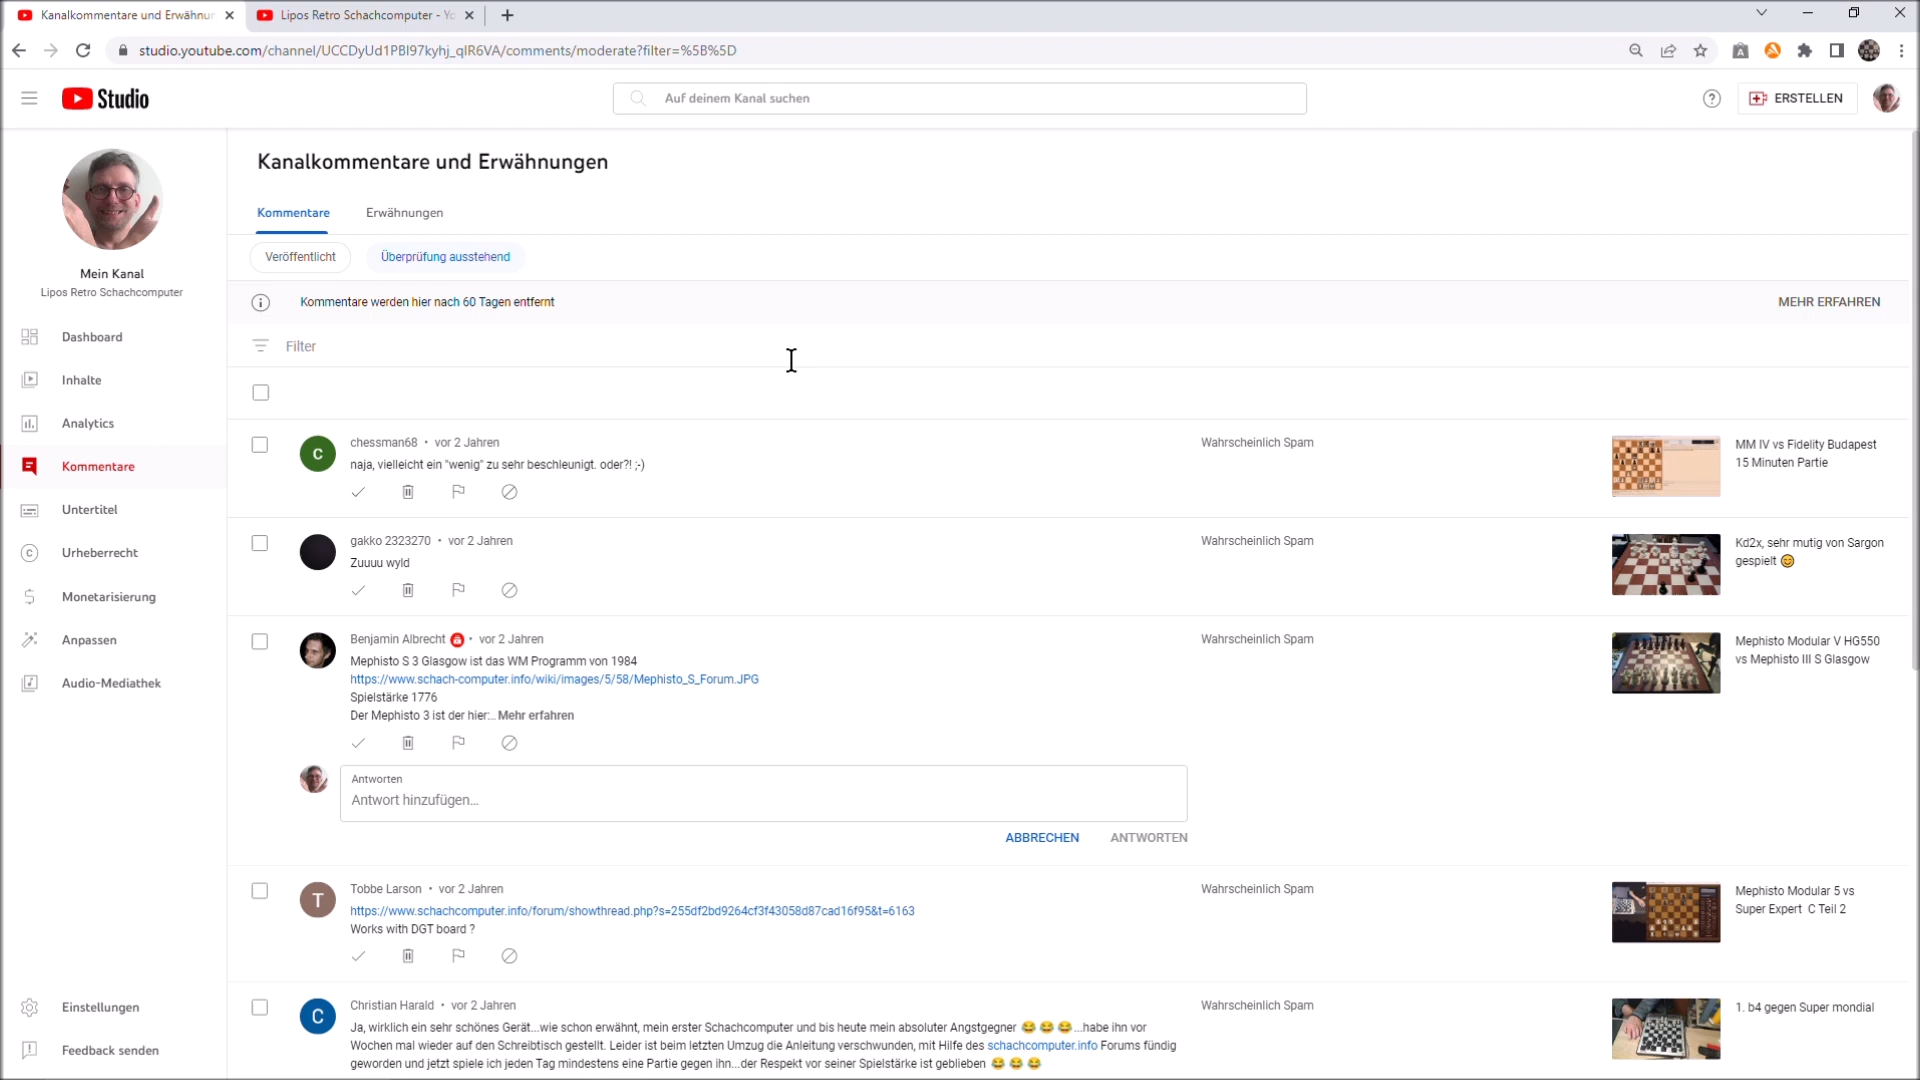 Kanalkommentare und Erwähnur
Lipos Retro Schachcomputer - Yo
studio.youtube.com/channel/UCCDyUd1PBI97kyhj_qIR6VA/comments/moderate?filter=%5B%5D
Studio
Auf deinem Kanal suchen
ERSTELLEN
Mein Kanal
Lipos Retro Schachcomputer
Dashboard
Inhalte
Analytics
Kommentare
Untertitel
Urheberrecht
Monetarisierung
Anpassen
Audio-Mediathek
Einstellungen
Feedback senden
Kanalkommentare und Erwähnungen
Kommentare
Erwähnungen
Veröffentlicht
Überprüfung ausstehend
Kommentare werden hier nach 60 Tagen entfernt
MEHR ERFAHREN
Filter
C
chessman68 • vor 2 Jahren
naja, vielleicht ein "wenig" zu sehr beschleunigt. oder?! ;-)
Wahrscheinlich Spam
MM IV vs Fidelity Budapest
15 Minuten Partie
gakko 2323270 • vor 2 Jahren
Zuuuu wyld
Wahrscheinlich Spam
Kd2x, sehr mutig von Sargon
gespielt 😊
Benjamin Albrecht • vor 2 Jahren
Mephisto S 3 Glasgow ist das WM Programm von 1984
https://www.schach-computer.info/wiki/images/5/58/Mephisto_S_Forum.JPG
Spielstärke 1776
Der Mephisto 3 ist der hier:... Mehr erfahren
Wahrscheinlich Spam
Mephisto Modular V HG550
vs Mephisto III S Glasgow
Antworten
Antwort hinzufügen...
ABBRECHEN
ANTWORTEN
T
Tobbe Larson • vor 2 Jahren
https://www.schachcomputer.info/forum/showthread.php?s=255df2bd9264cf3f43058d87cad16f95&t=6163
Works with DGT board ?
Wahrscheinlich Spam
Mephisto Modular 5 vs
Super Expert C Teil 2
C
Christian Harald • vor 2 Jahren
Ja, wirklich ein sehr schönes Gerät...wie schon erwähnt, mein erster Schachcomputer und bis heute mein absoluter Angstgegner 😂 😂 😂...habe ihn vor
Wochen mal wieder auf den Schreibtisch gestellt. Leider ist beim letzten Umzug die Anleitung verschwunden, mit Hilfe des schachcomputer.info Forums fündig
geworden und jetzt spiele ich jeden Tag mindestens eine Partie gegen ihn...der Respekt vor seiner Spielstärke ist geblieben 😂 😂 😂
Wahrscheinlich Spam
1. b4 gegen Super mondial